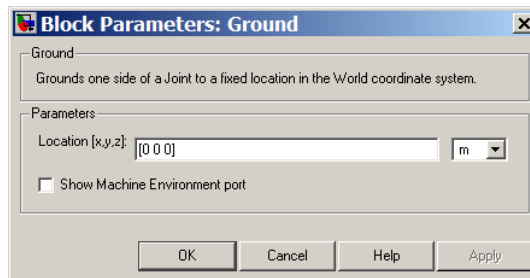 Block Parameters: Ground
Ground
Grounds one side of a Joint to a fixed location in the World coordinate system.
Parameters
Location [x,y,z]: [0 0 0] m
Show Machine Environment port
OK Cancel Help Apply